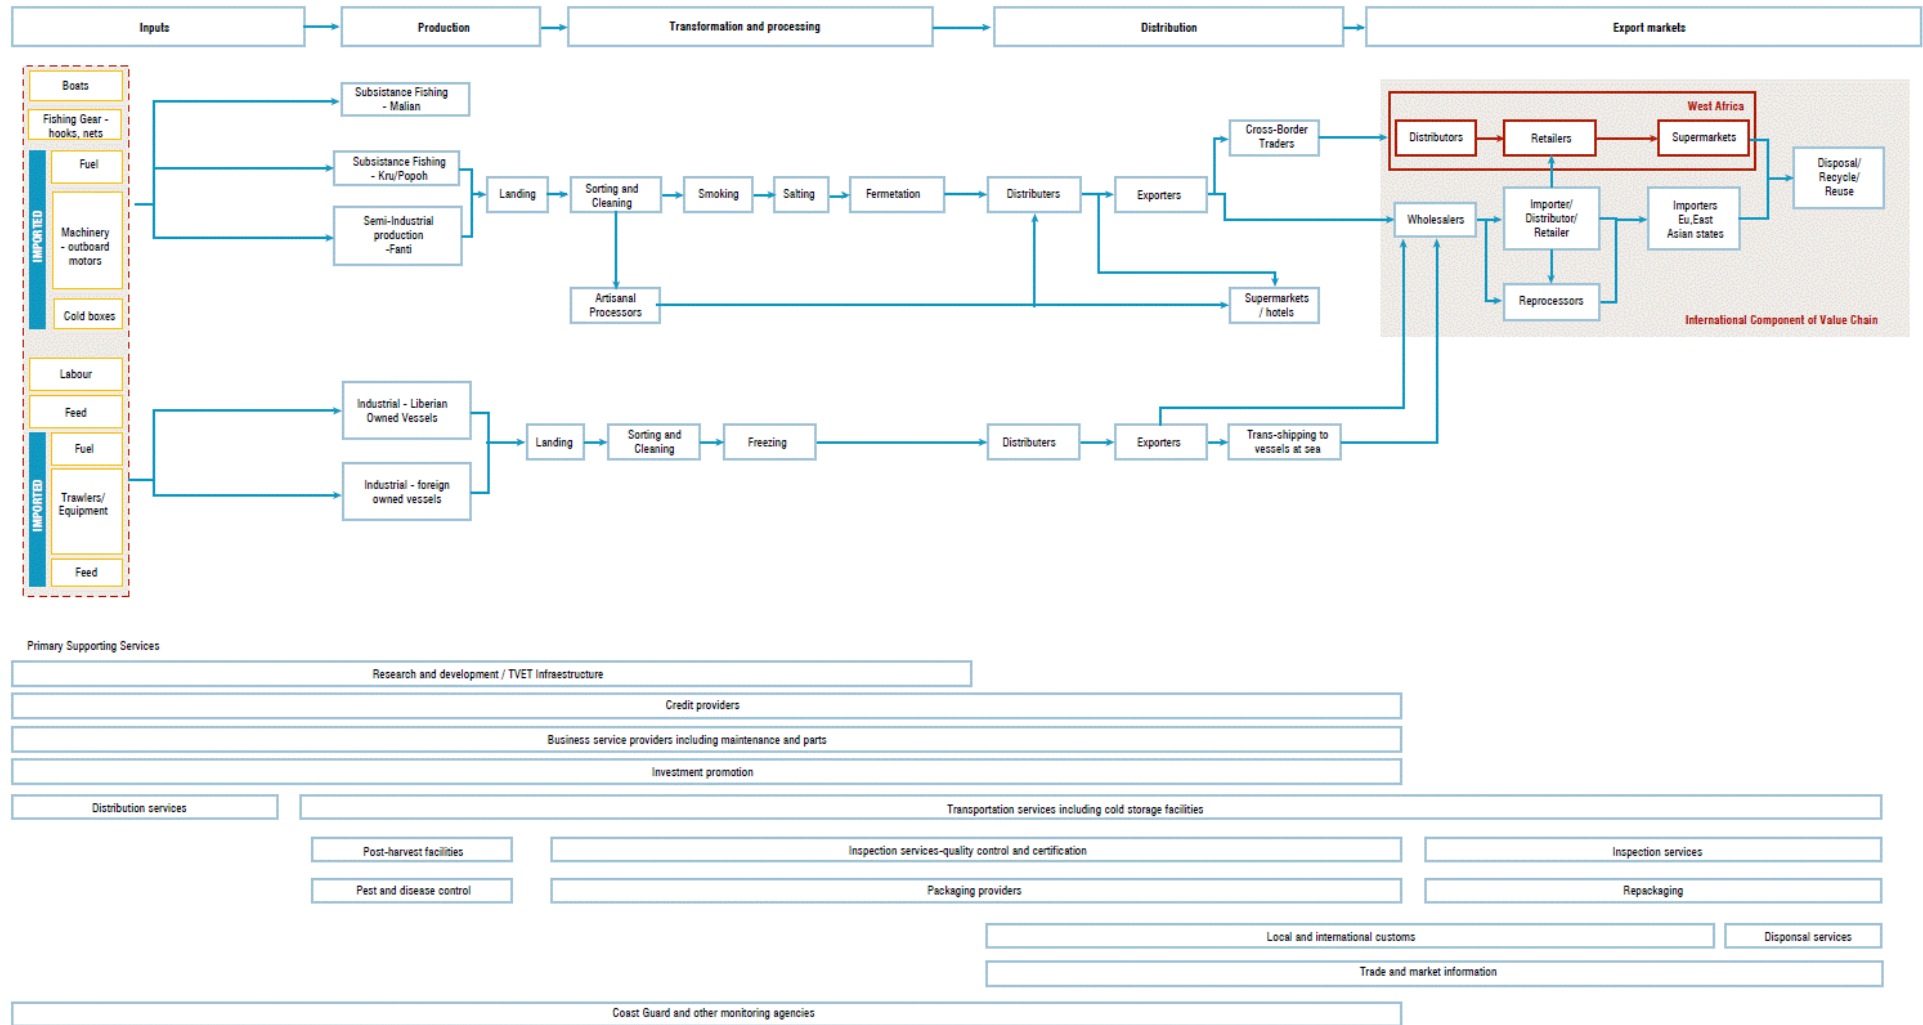 Inputs
Production
Transformation and processing
Distribution
Export markets
Boats
Fishing Gear -
hooks, nets
IMPORTED
Fuel
Machinery
- outboard
motors
Cold boxes
Labour
Feed
IMPORTED
Fuel
Trawlers/
Equipment
Feed
Subsistance Fishing
- Malian
Subsistance Fishing
- Kru/Popoh
Semi-Industrial
production
-Fanti
Landing
Sorting and
Cleaning
Smoking
Salting
Fermetation
Distributers
Exporters
Cross-Border
Traders
Artisanal
Processors
Supermarkets
/ hotels
West Africa
Distributors
Retailers
Supermarkets
Wholesalers
Importer/
Distributor/
Retailer
Importers
Eu,East
Asian states
Reprocessors
Disposal/
Recycle/
Reuse
International Component of Value Chain
Industrial - Liberian
Owned Vessels
Industrial - foreign
owned vessels
Landing
Sorting and
Cleaning
Freezing
Distributers
Exporters
Trans-shipping to
vessels at sea
Primary Supporting Services
Research and development / TVET Infraestructure
Credit providers
Business service providers including maintenance and parts
Investment promotion
Distribution services
Transportation services including cold storage facilities
Post-harvest facilities
Inspection services-quality control and certification
Inspection services
Pest and disease control
Packaging providers
Repackaging
Local and international customs
Disponsal services
Trade and market information
Coast Guard and other monitoring agencies